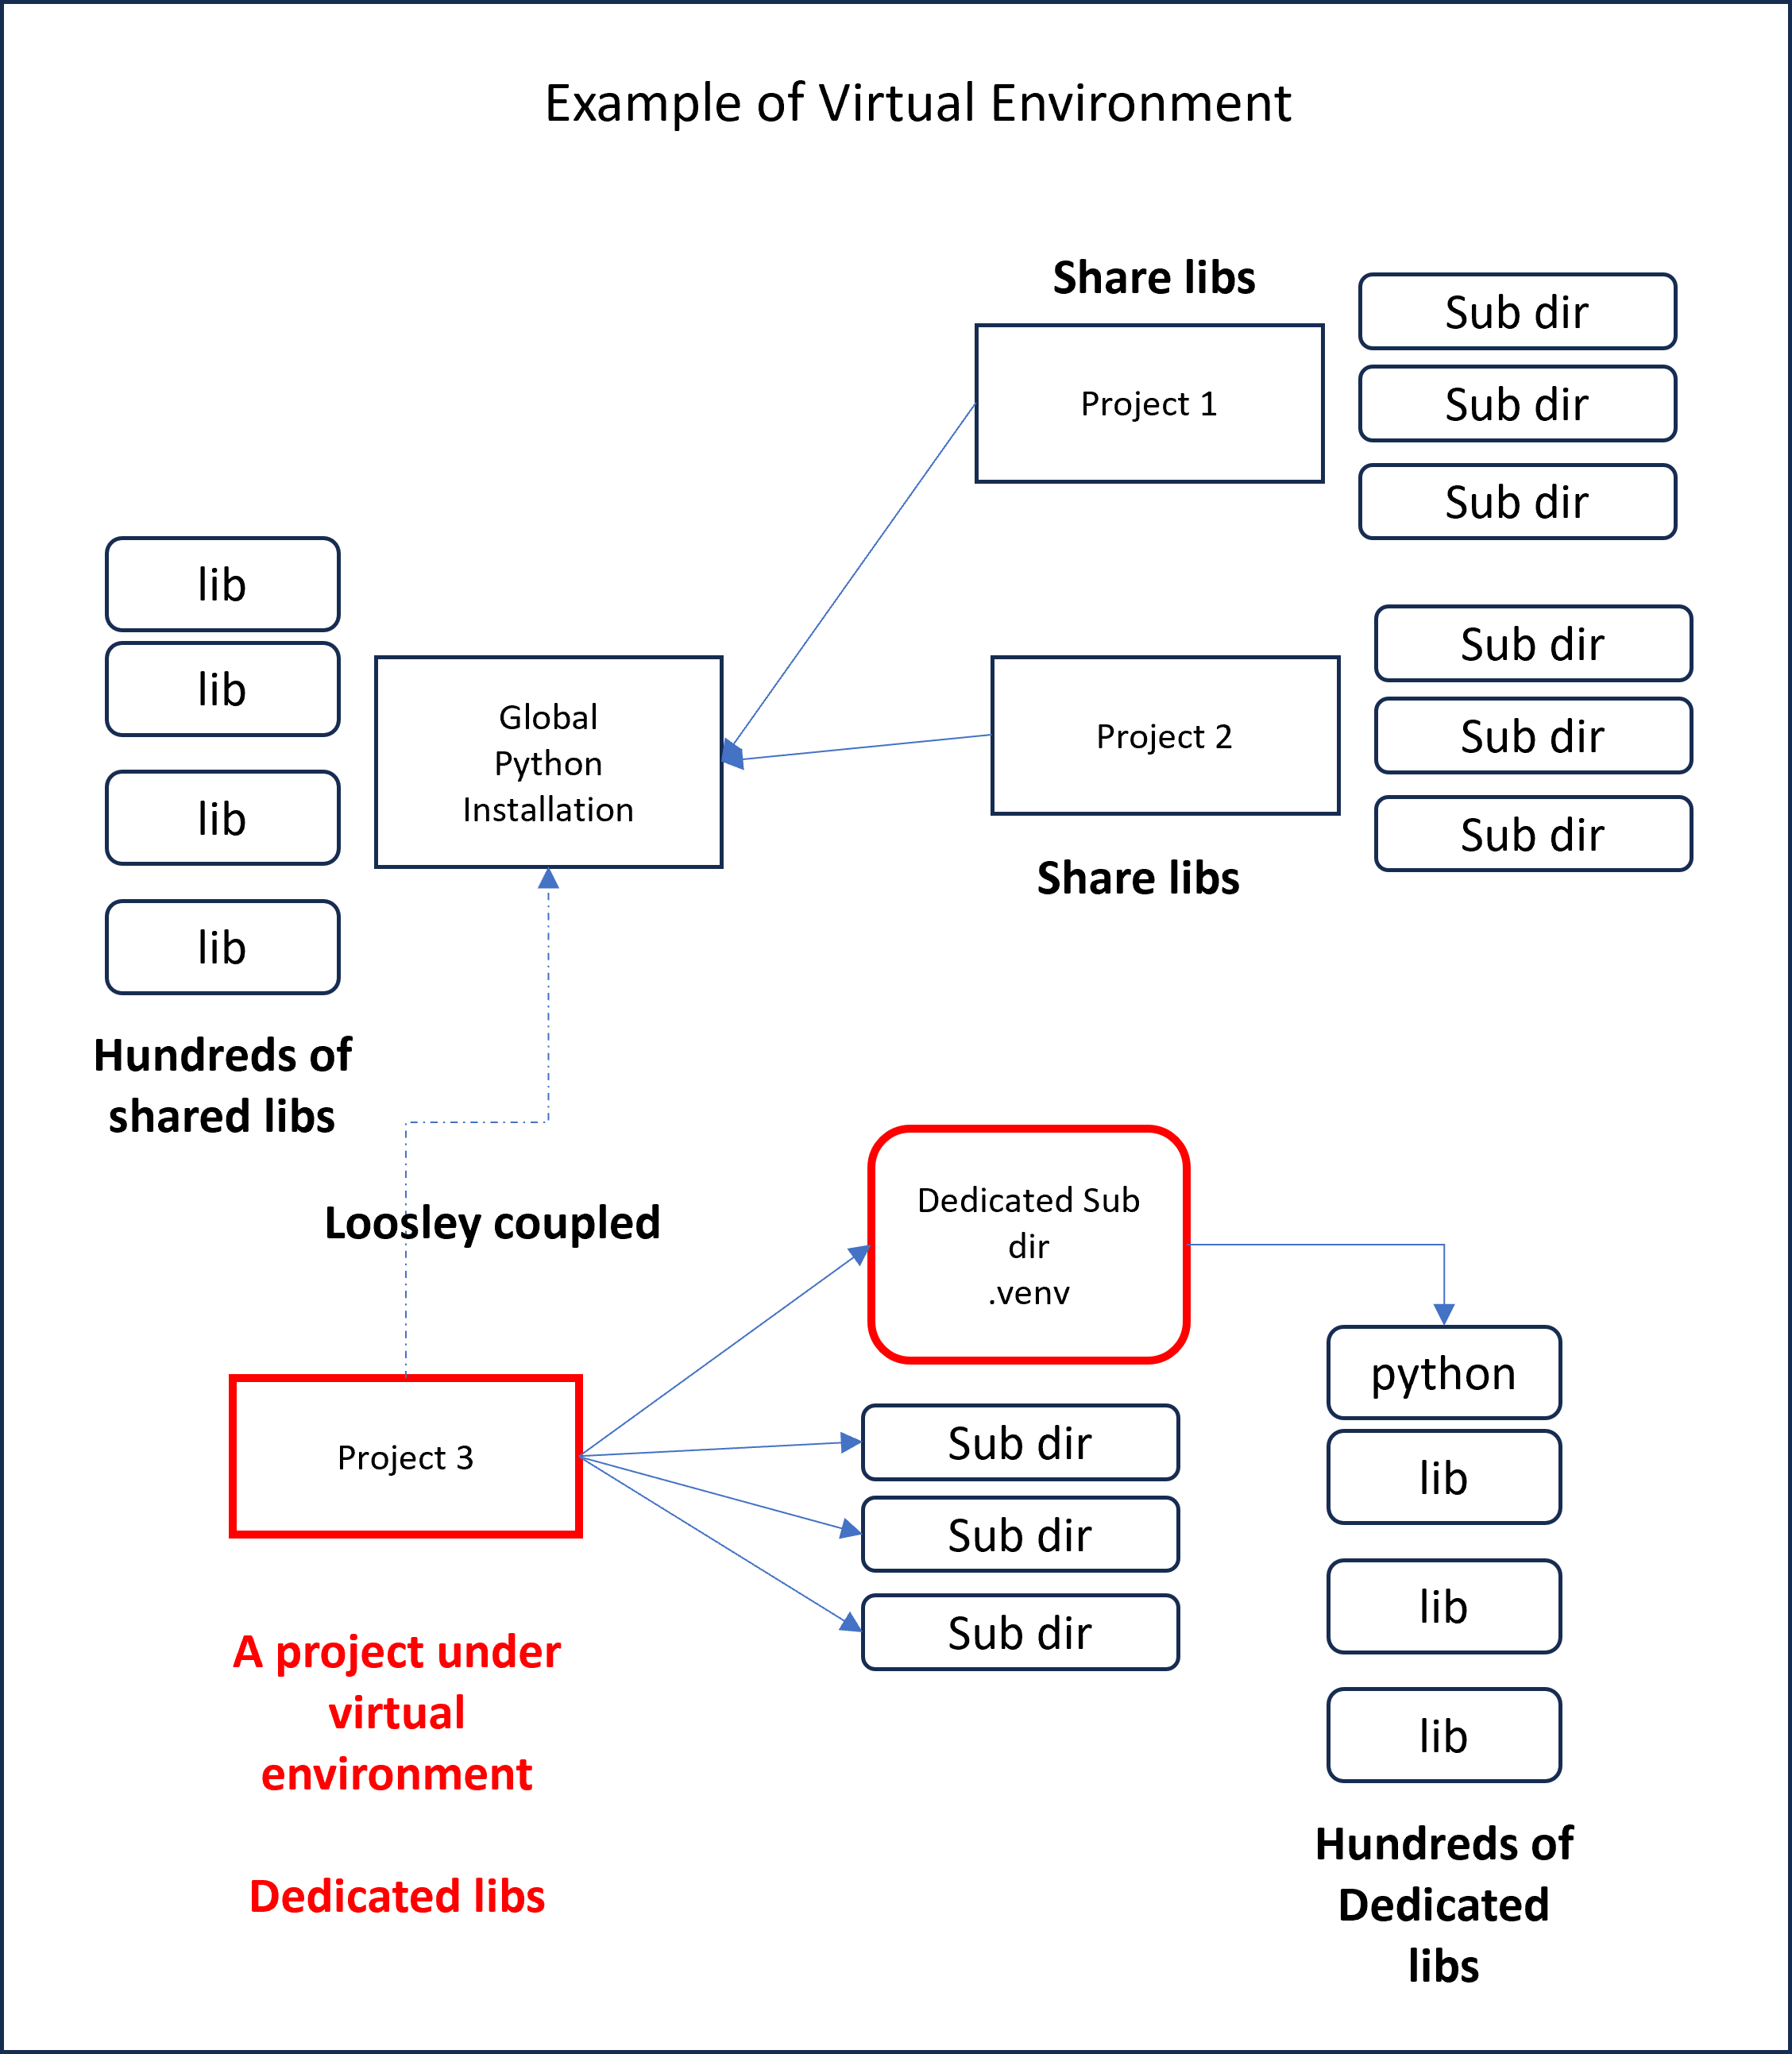 Example of Virtual Environment
Share libs
Project 1
Sub dir
Sub dir
Sub dir
lib
lib
lib
lib
Hundreds of
shared libs
Global
Python
Installation
Project 2
Sub dir
Sub dir
Sub dir
Share libs
Loosley coupled
Project 3
A project under
virtual
environment
Dedicated libs
Dedicated Sub
dir
.venv
Sub dir
Sub dir
Sub dir
python
lib
lib
lib
Hundreds of
Dedicated
libs